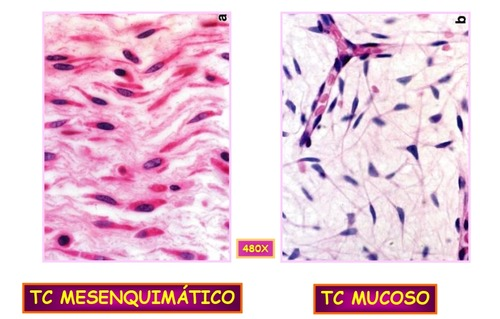 a
b
480X
TC MESENQUIMÁTICO
TC MUCOSO